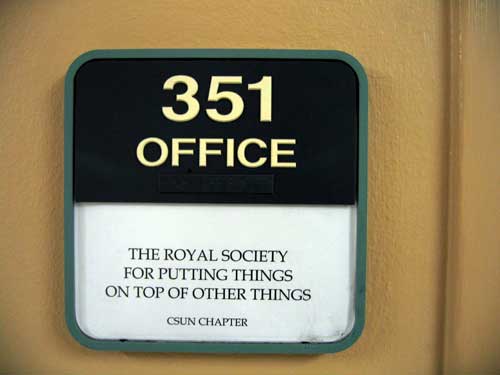 351
OFFICE
THE ROYAL SOCIETY
FOR PUTTING THINGS
ON TOP OF OTHER THINGS
CSUN CHAPTER